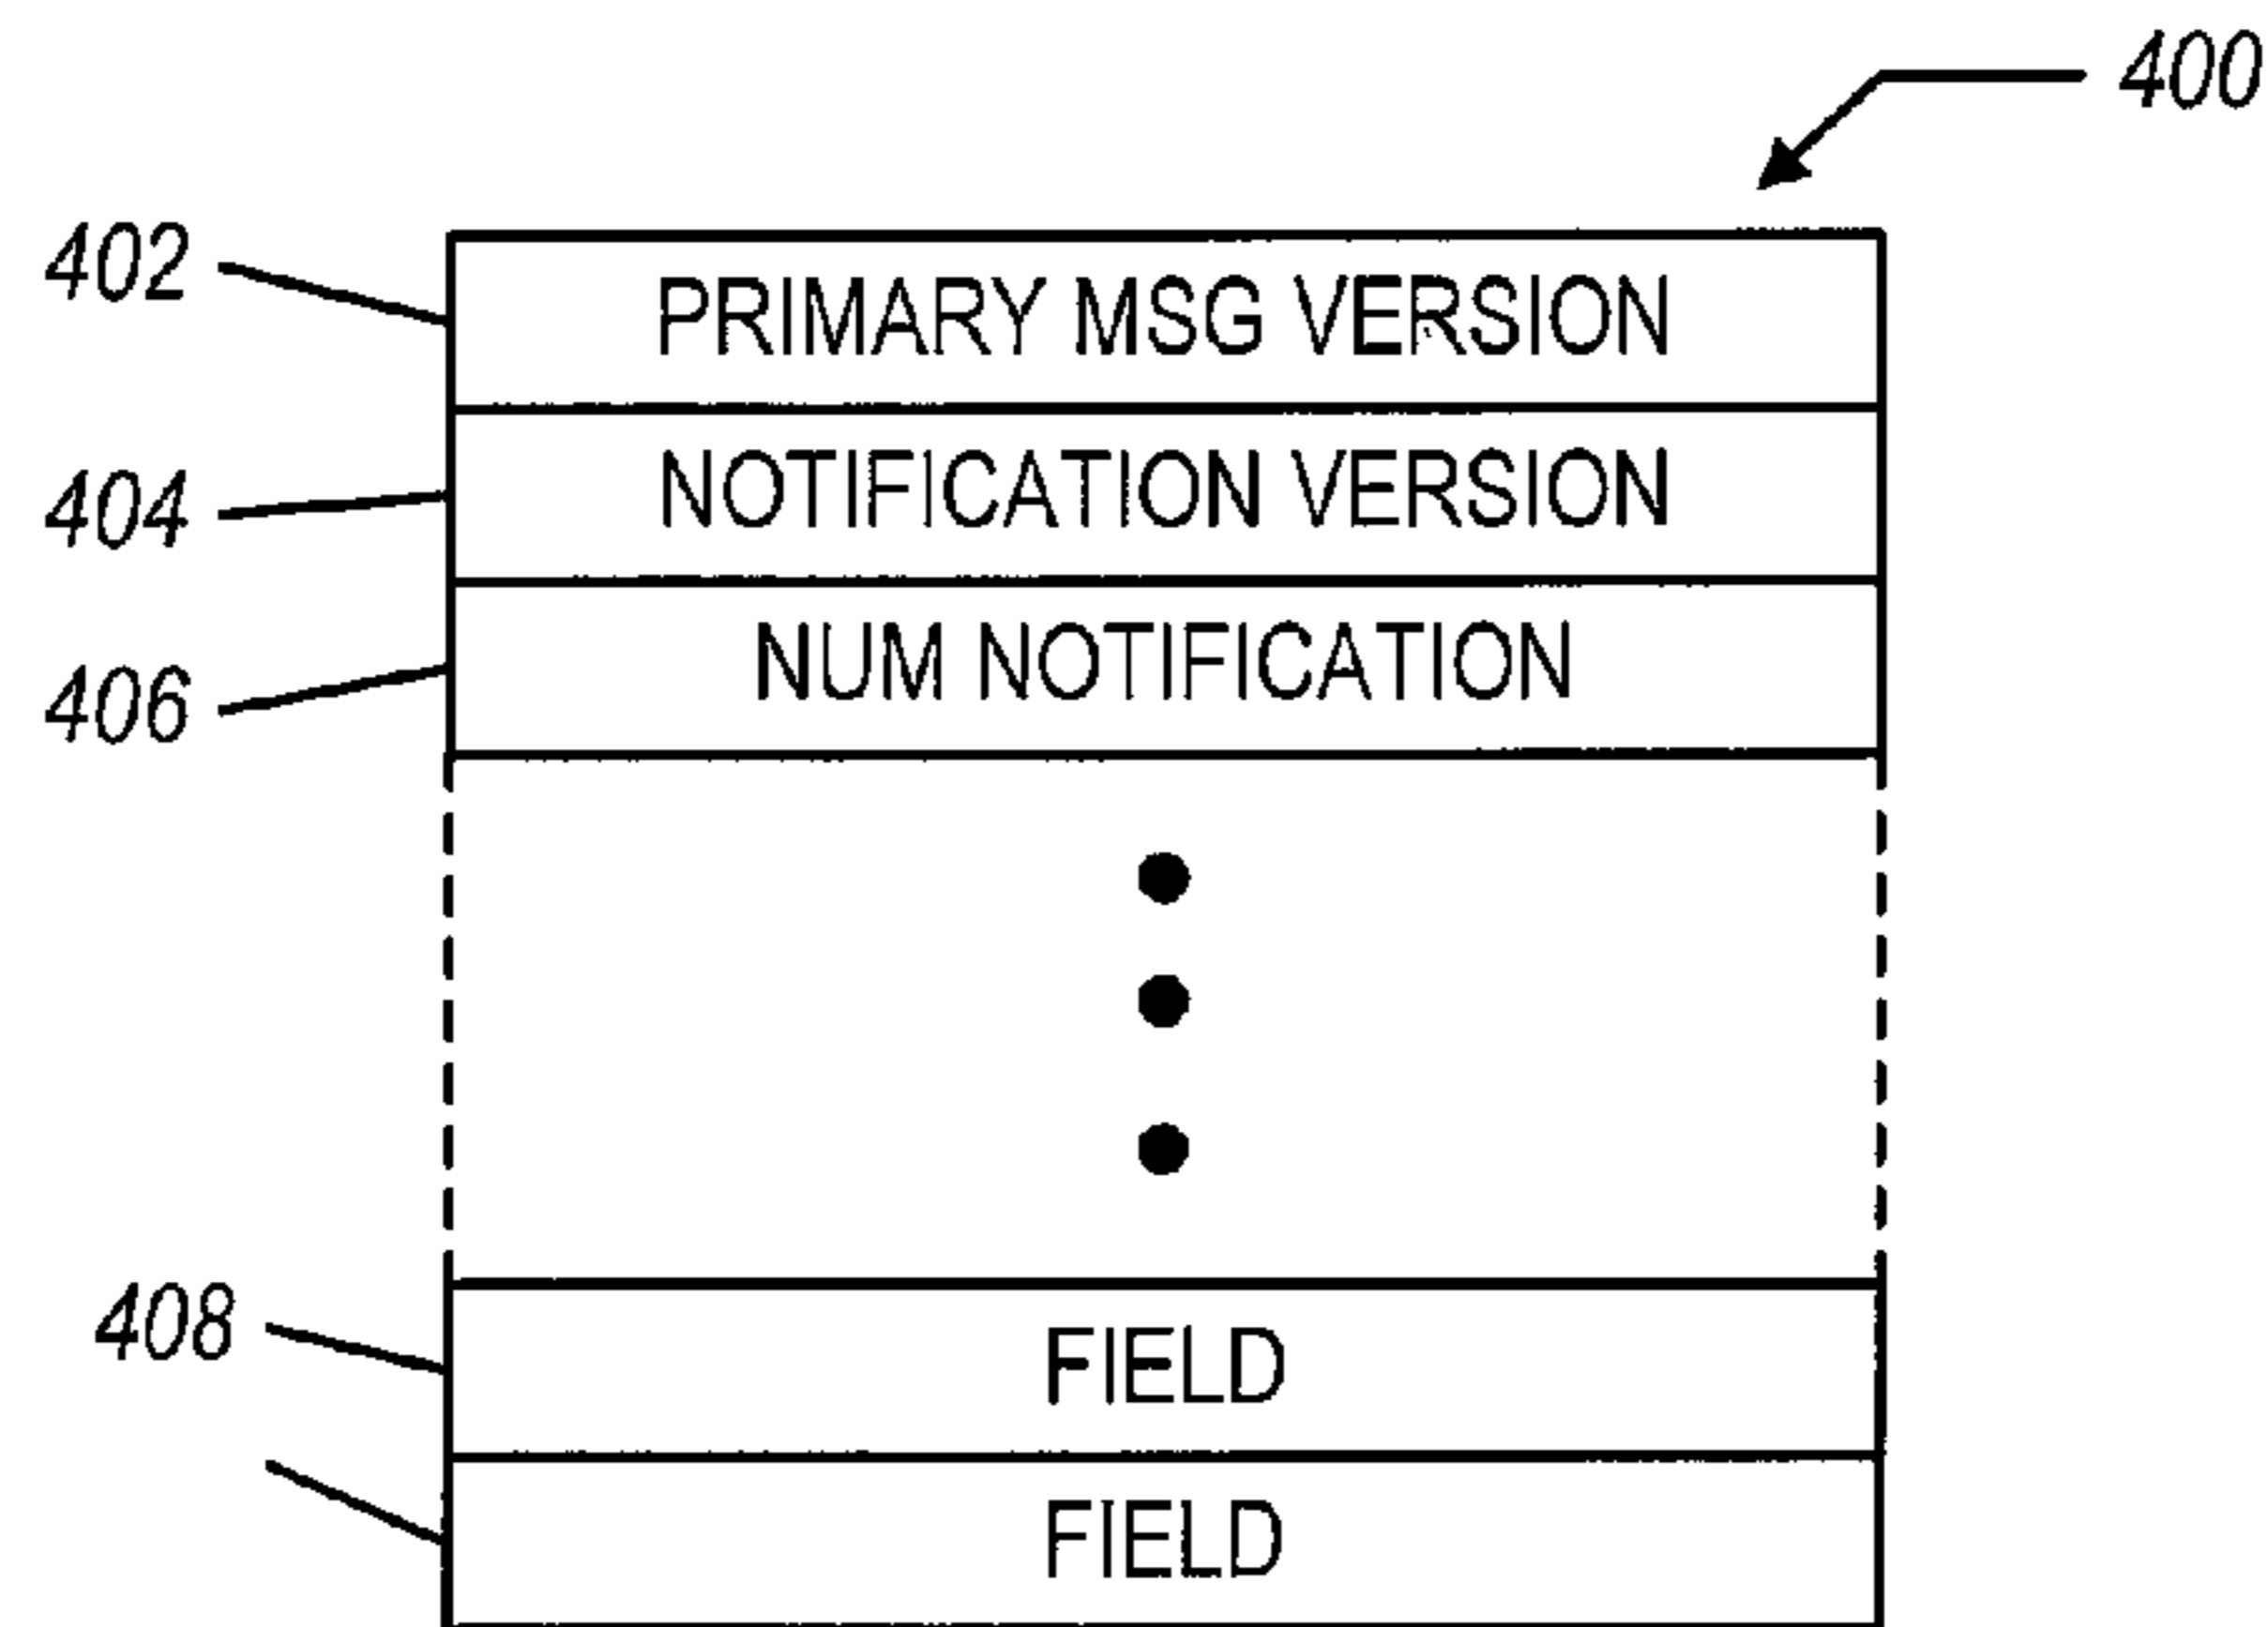 400
402 PRIMARY MSG VERSION
404 NOTIFICATION VERSION
406 NUM NOTIFICATION
408 FIELD
FIELD